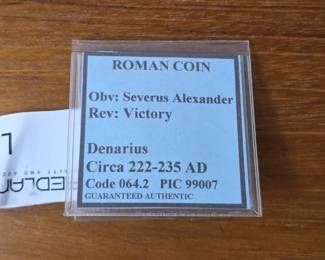 ROMAN COIN
Obv: Severus Alexander
Rev: Victory
Denarius
Circa 222-235 AD
Code 064.2 PIC 99007
GUARANTEED AUTHENTIC